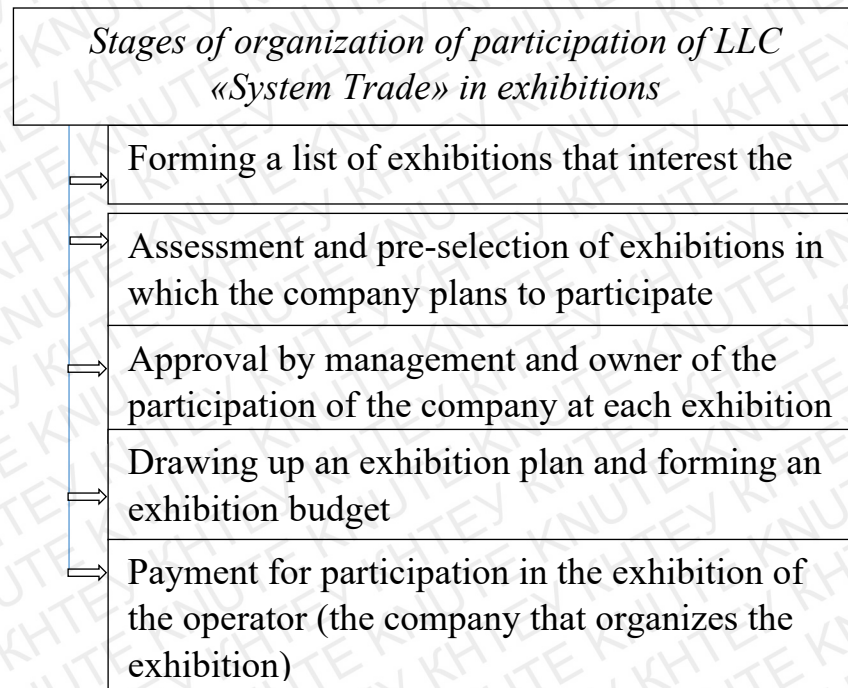 Stages of organization of participation of LLC
«System Trade» in exhibitions
Forming a list of exhibitions that interest the
Assessment and pre-selection of exhibitions in
which the company plans to participate
Approval by management and owner of the
participation of the company at each exhibition
Drawing up an exhibition plan and forming an
exhibition budget
Payment for participation in the exhibition of
the operator (the company that organizes the
exhibition)